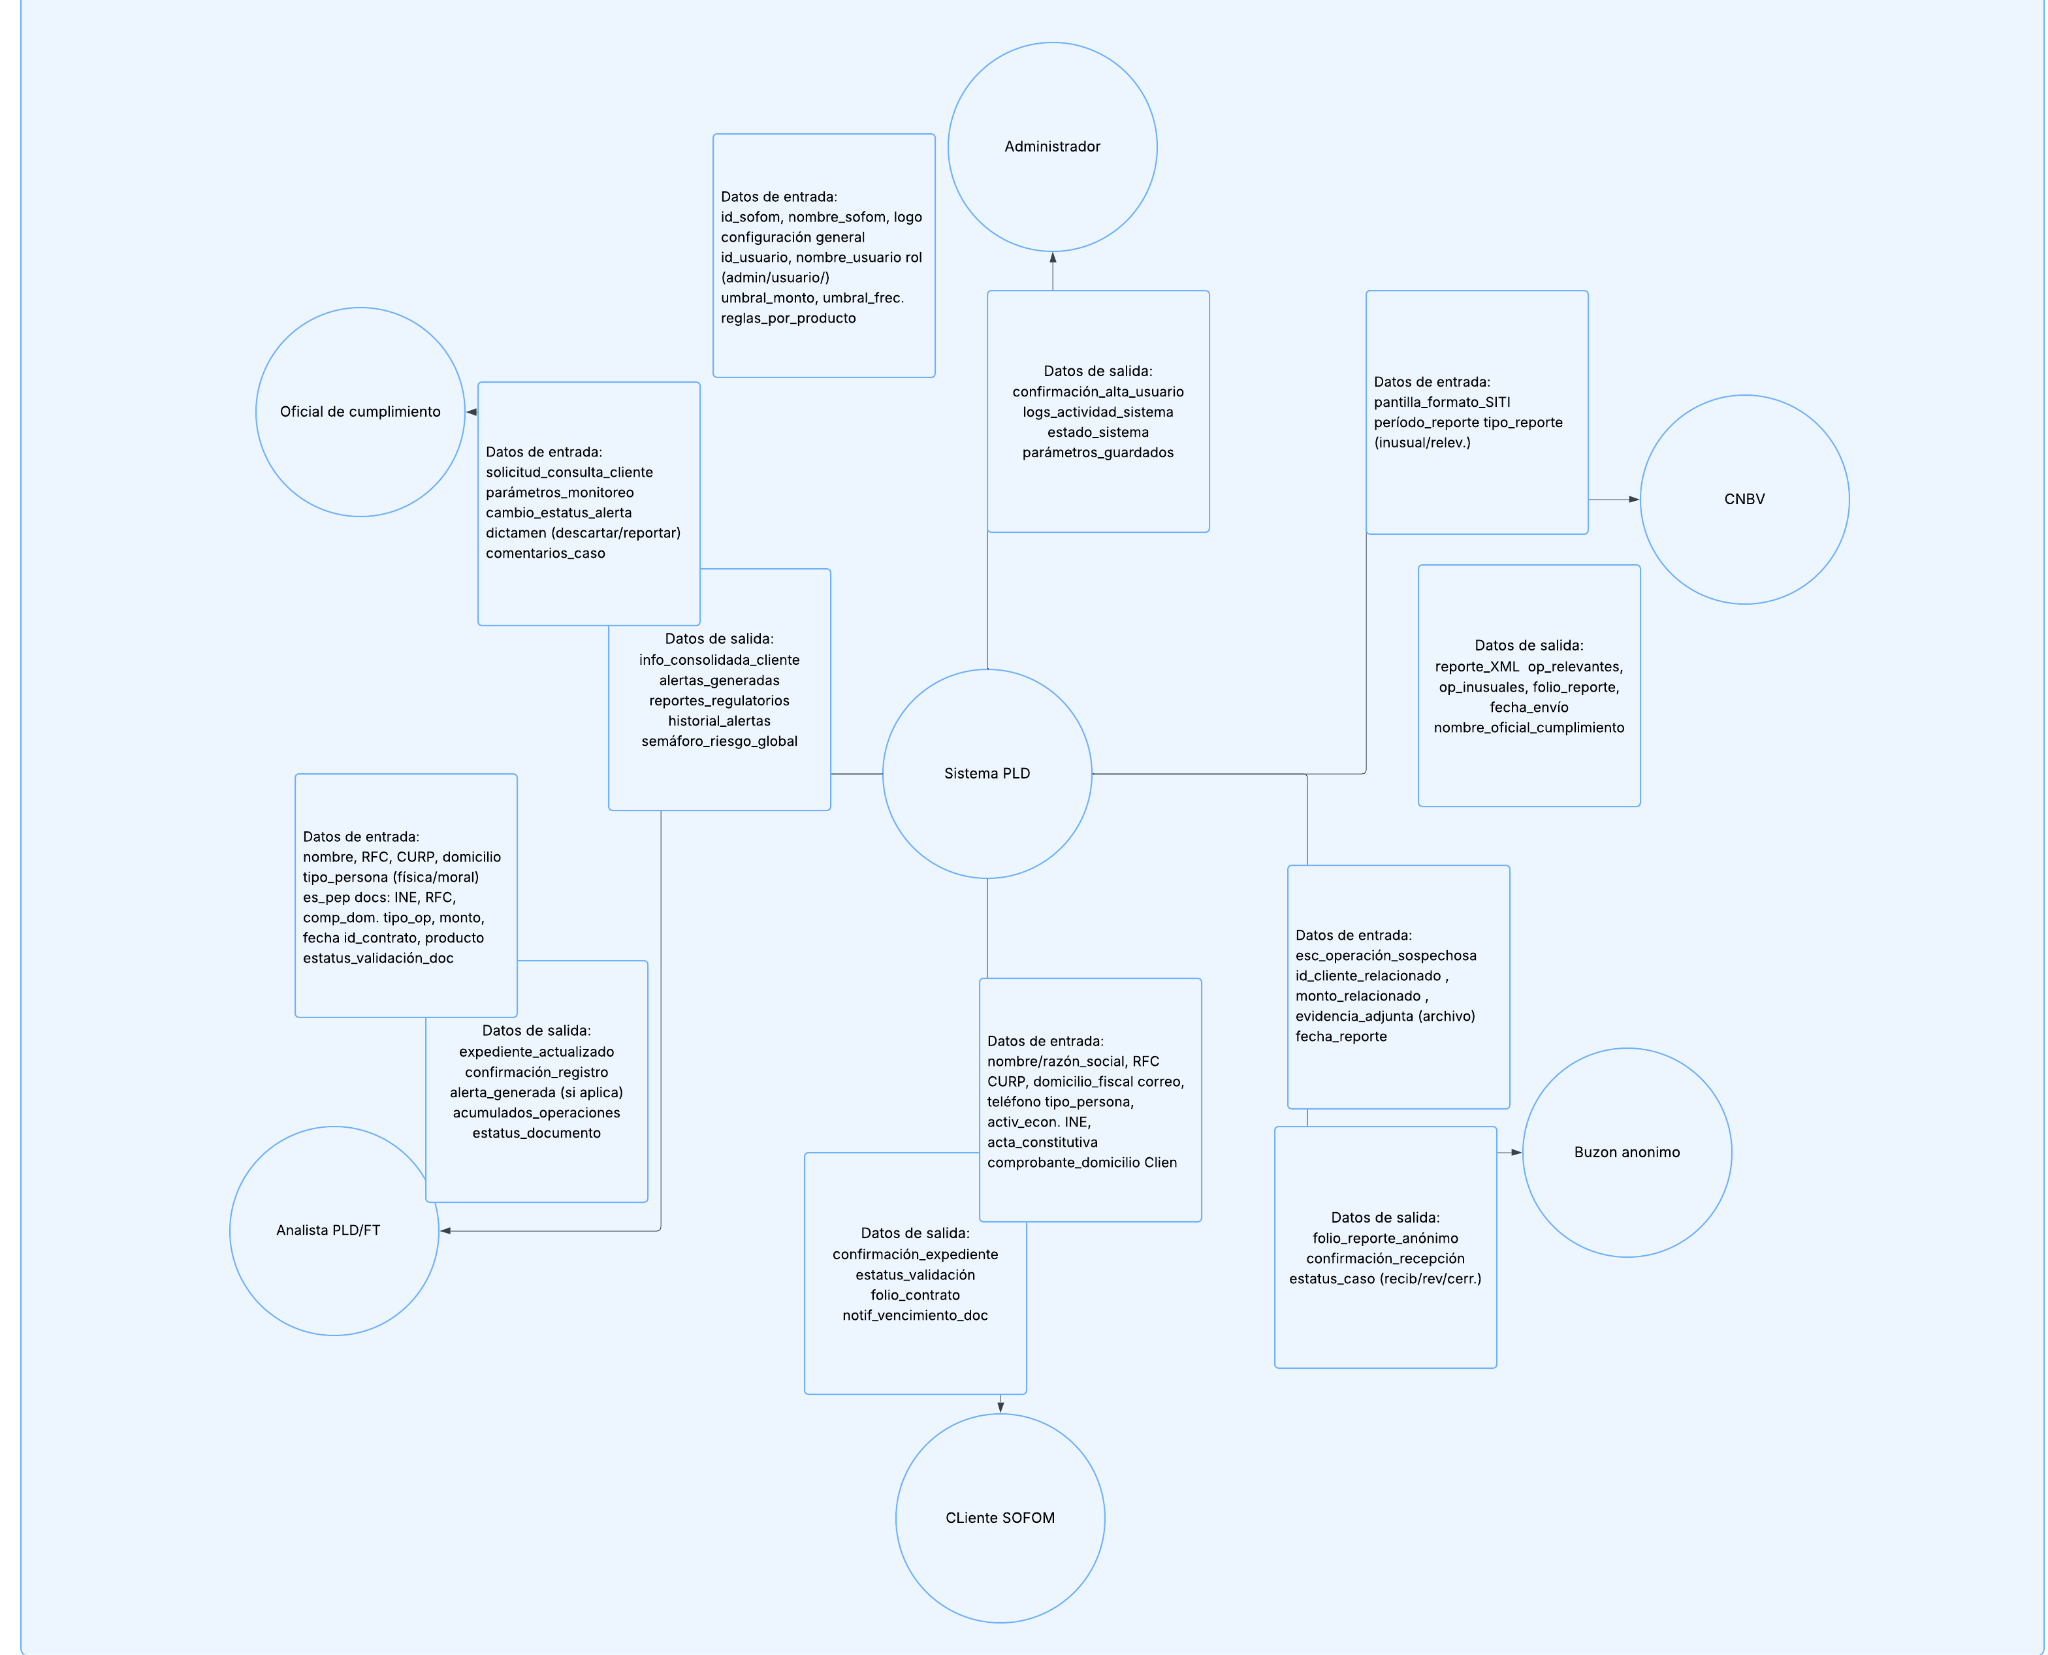 Administrador
Datos de entrada:
id_sofom, nombre_sofom, logo
configuración general
id_usuario, nombre_usuario rol
(admin/usuario/)
umbral_monto, umbral_frec.
reglas_por_producto
Datos de salida:
confirmación_alta_usuario
logs_actividad_sistema
estado_sistema
parámetros_guardados
Datos de entrada:
pantilla_formato_SITI
período_reporte tipo_reporte
(inusual/relev.)
CNBV
Oficial de cumplimiento
Datos de entrada:
solicitud_consulta_cliente
parámetros_monitoreo
cambio_estatus_alerta
dictamen (descartar/reportar)
comentarios_caso
Datos de salida:
info_consolidada_cliente
alertas_generadas
reportes_regulatorios
historial_alertas
semáforo_riesgo_global
Datos de salida:
reporte_XML  op_relevantes,
op_inusuales, folio_reporte,
fecha_envío
nombre_oficial_cumplimiento
Sistema PLD
Datos de entrada:
nombre, RFC, CURP, domicilio
tipo_persona (física/moral)
es_pep docs: INE, RFC,
comp_dom. tipo_op, monto,
fecha id_contrato, producto
estatus_validación_doc
Datos de salida:
expediente_actualizado
confirmación_registro
alerta_generada (si aplica)
acumulados_operaciones
estatus_documento
Analista PLD/FT
Datos de entrada:
nombre/razón_social, RFC
CURP, domicilio_fiscal correo,
teléfono tipo_persona,
activ_econ. INE,
acta_constitutiva
comprobante_domicilio Clien
Datos de salida:
confirmación_expediente
estatus_validación
folio_contrato
notif_vencimiento_doc
Datos de entrada:
esc_operación_sospechosa
id_cliente_relacionado ,
monto_relacionado ,
evidencia_adjunta (archivo)
fecha_reporte
Buzon anonimo
Datos de salida:
folio_reporte_anónimo
confirmación_recepción
estatus_caso (recib/rev/cerr.)
CLiente SOFOM